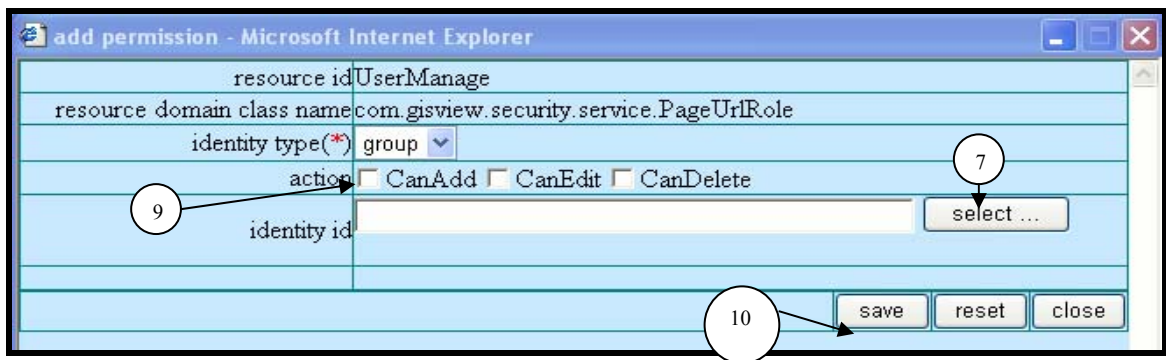 add permission - Microsoft Internet Explorer
resource id UserManage
resource domain class name com.gisview.security.service.PageUrlRole
identity type(*) group
action CanAdd CanEdit CanDelete
7
9
identity id select ...
10
save reset close